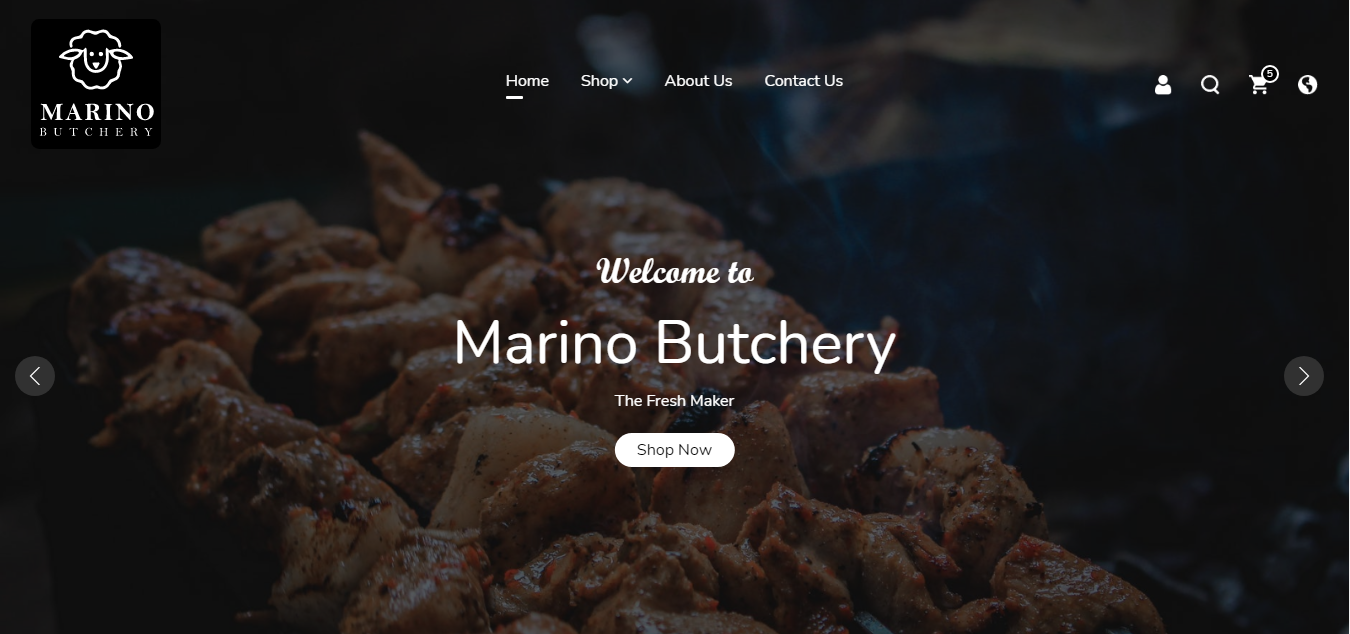 MARINO
BUTCHERY
Home
Shop
About Us
Contact Us
5
Welcome to
Marino Butchery
The Fresh Maker
Shop Now